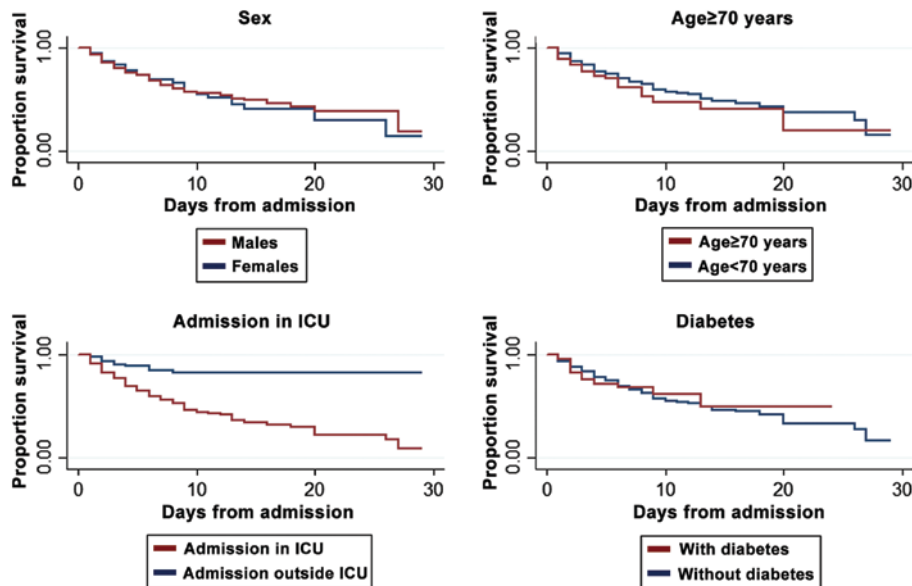 Sex
Proportion survival
1.00
0.00
0 10 20 30
Days from admission
Males
Females
Age≥70 years
Proportion survival
1.00
0.00
0 10 20 30
Days from admission
Age≥70 years
Age<70 years
Admission in ICU
Proportion survival
1.00
0.00
0 10 20 30
Days from admission
Admission in ICU
Admission outside ICU
Diabetes
Proportion survival
1.00
0.00
0 10 20 30
Days from admission
With diabetes
Without diabetes